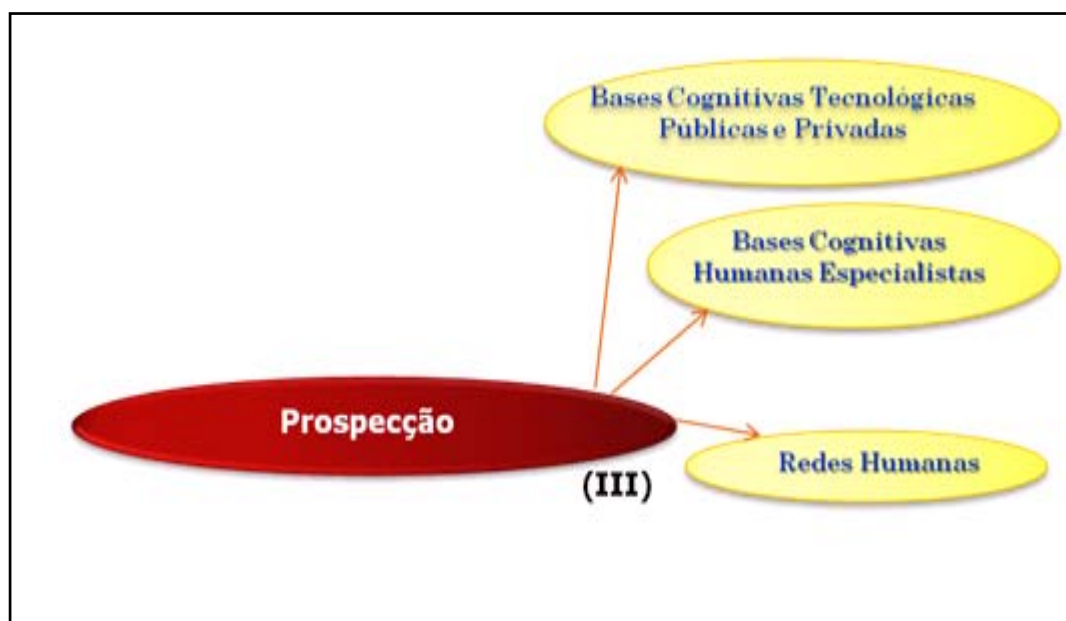 Bases Cognitivas Tecnológicas
Públicas e Privadas
Bases Cognitivas
Humanas Especialistas
Prospecção
(III)
Redes Humanas